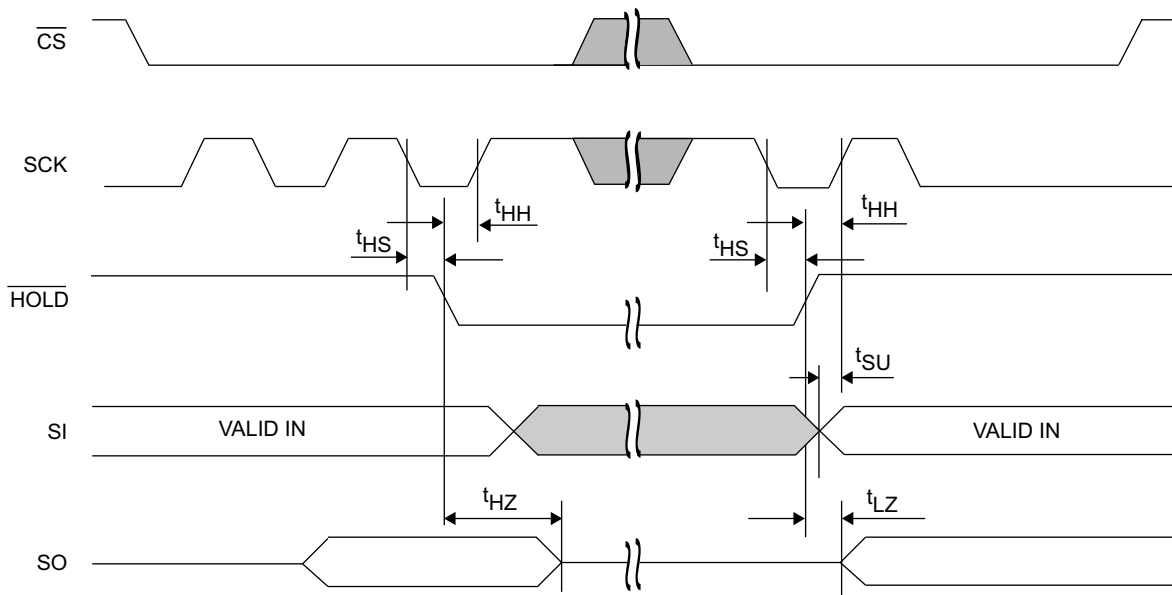 CS
SCK
tHH
tHH
tHS
tHS
HOLD
tSU
SI
VALID IN
VALID IN
tHZ
tLZ
SO